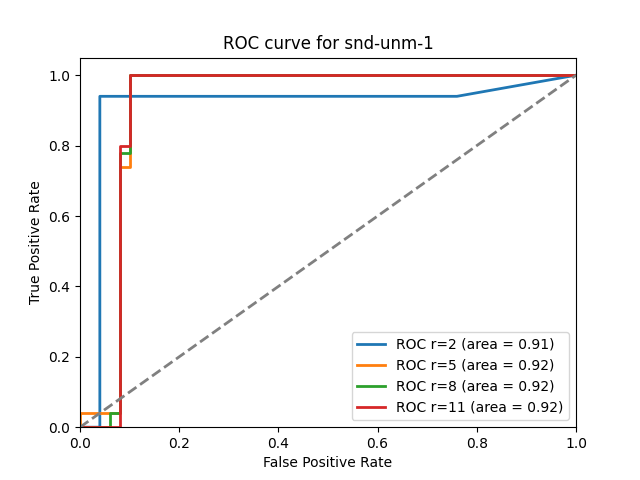 ROC curve for snd-unm-1
True Positive Rate
1.0
0.8
0.6
0.4
0.2
0.0
0.0 0.2 0.4 0.6 0.8 1.0
False Positive Rate
ROC r=2 (area = 0.91)
ROC r=5 (area = 0.92)
ROC r=8 (area = 0.92)
ROC r=11 (area = 0.92)